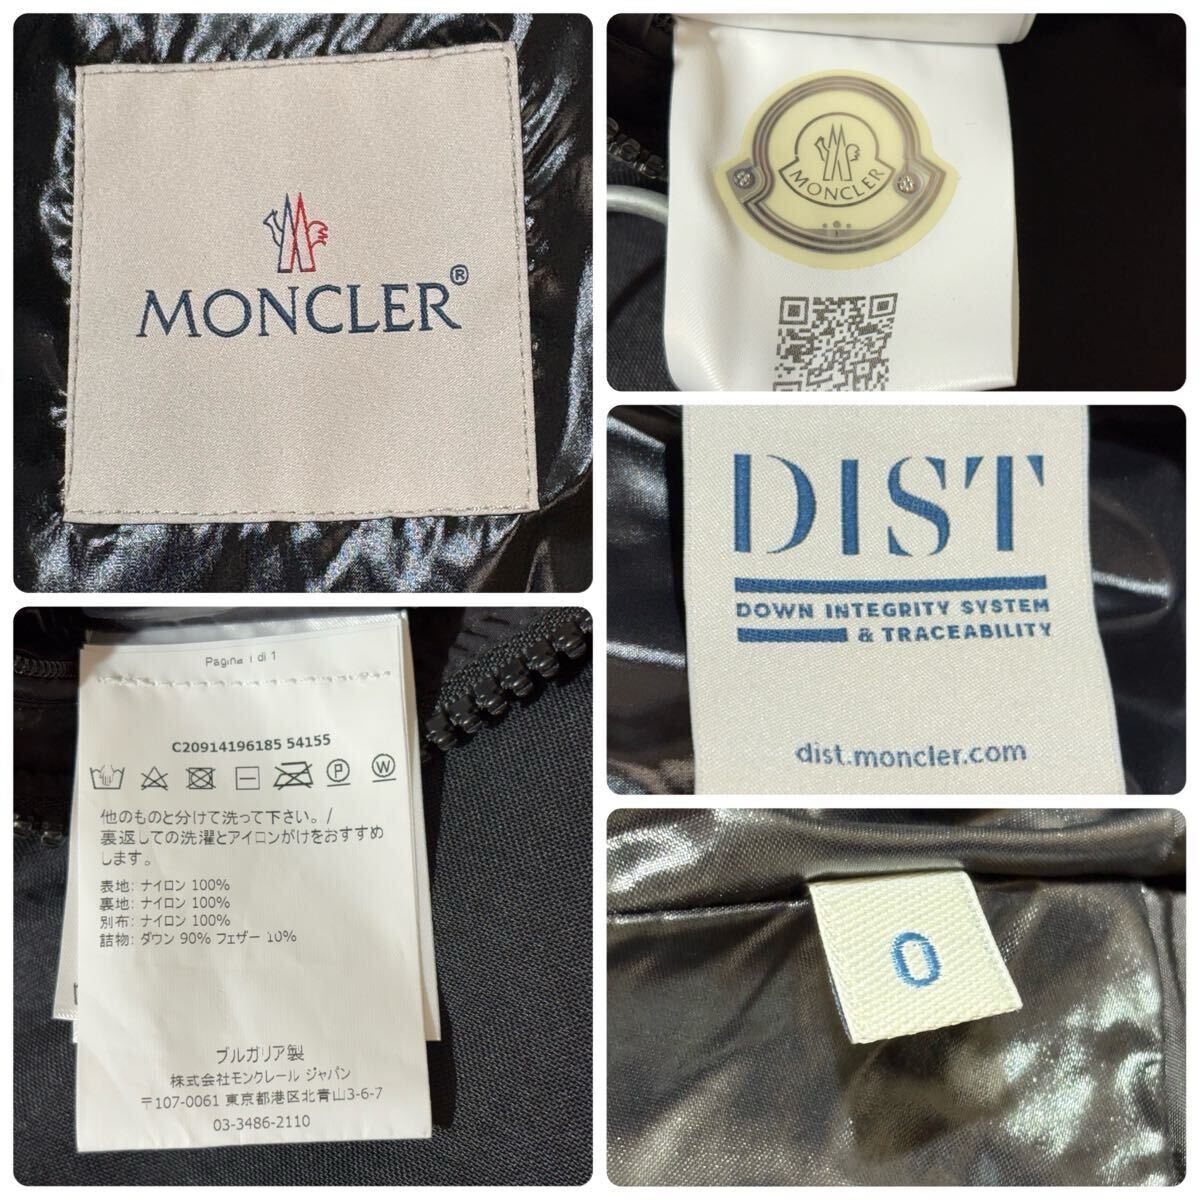 MONCLER®
MONCLER
DIST
DOWN INTEGRITY SYSTEM
& TRACEABILITY
dist.moncler.com
Pagina 1 di 1
C20914196185 54155
P
W
他のものと分けて洗って下さい。/
裏返しての洗濯とアイロンがけをおすすめ
します。
表地: ナイロン 100%
裏地: ナイロン 100%
別布: ナイロン 100%
詰物: ダウン 90% フェザー 10%
ブルガリア製
株式会社モンクレール ジャパン
〒107-0061 東京都港区北青山3-6-7
03-3486-2110
0